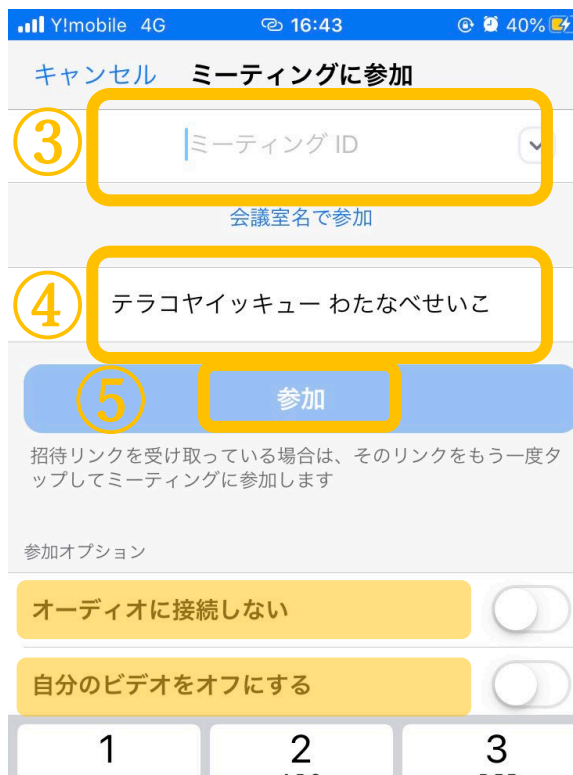 Y!mobile 4G 16:43 40%
キャンセル ミーティングに参加
③ ミーティング ID
会議室名で参加
④ テラコヤイッキュー わたなべせいこ
⑤ 参加
招待リンクを受け取っている場合は、そのリンクをもう一度タ
ップしてミーティングに参加します
参加オプション
オーディオに接続しない
自分のビデオをオフにする
1 2 3